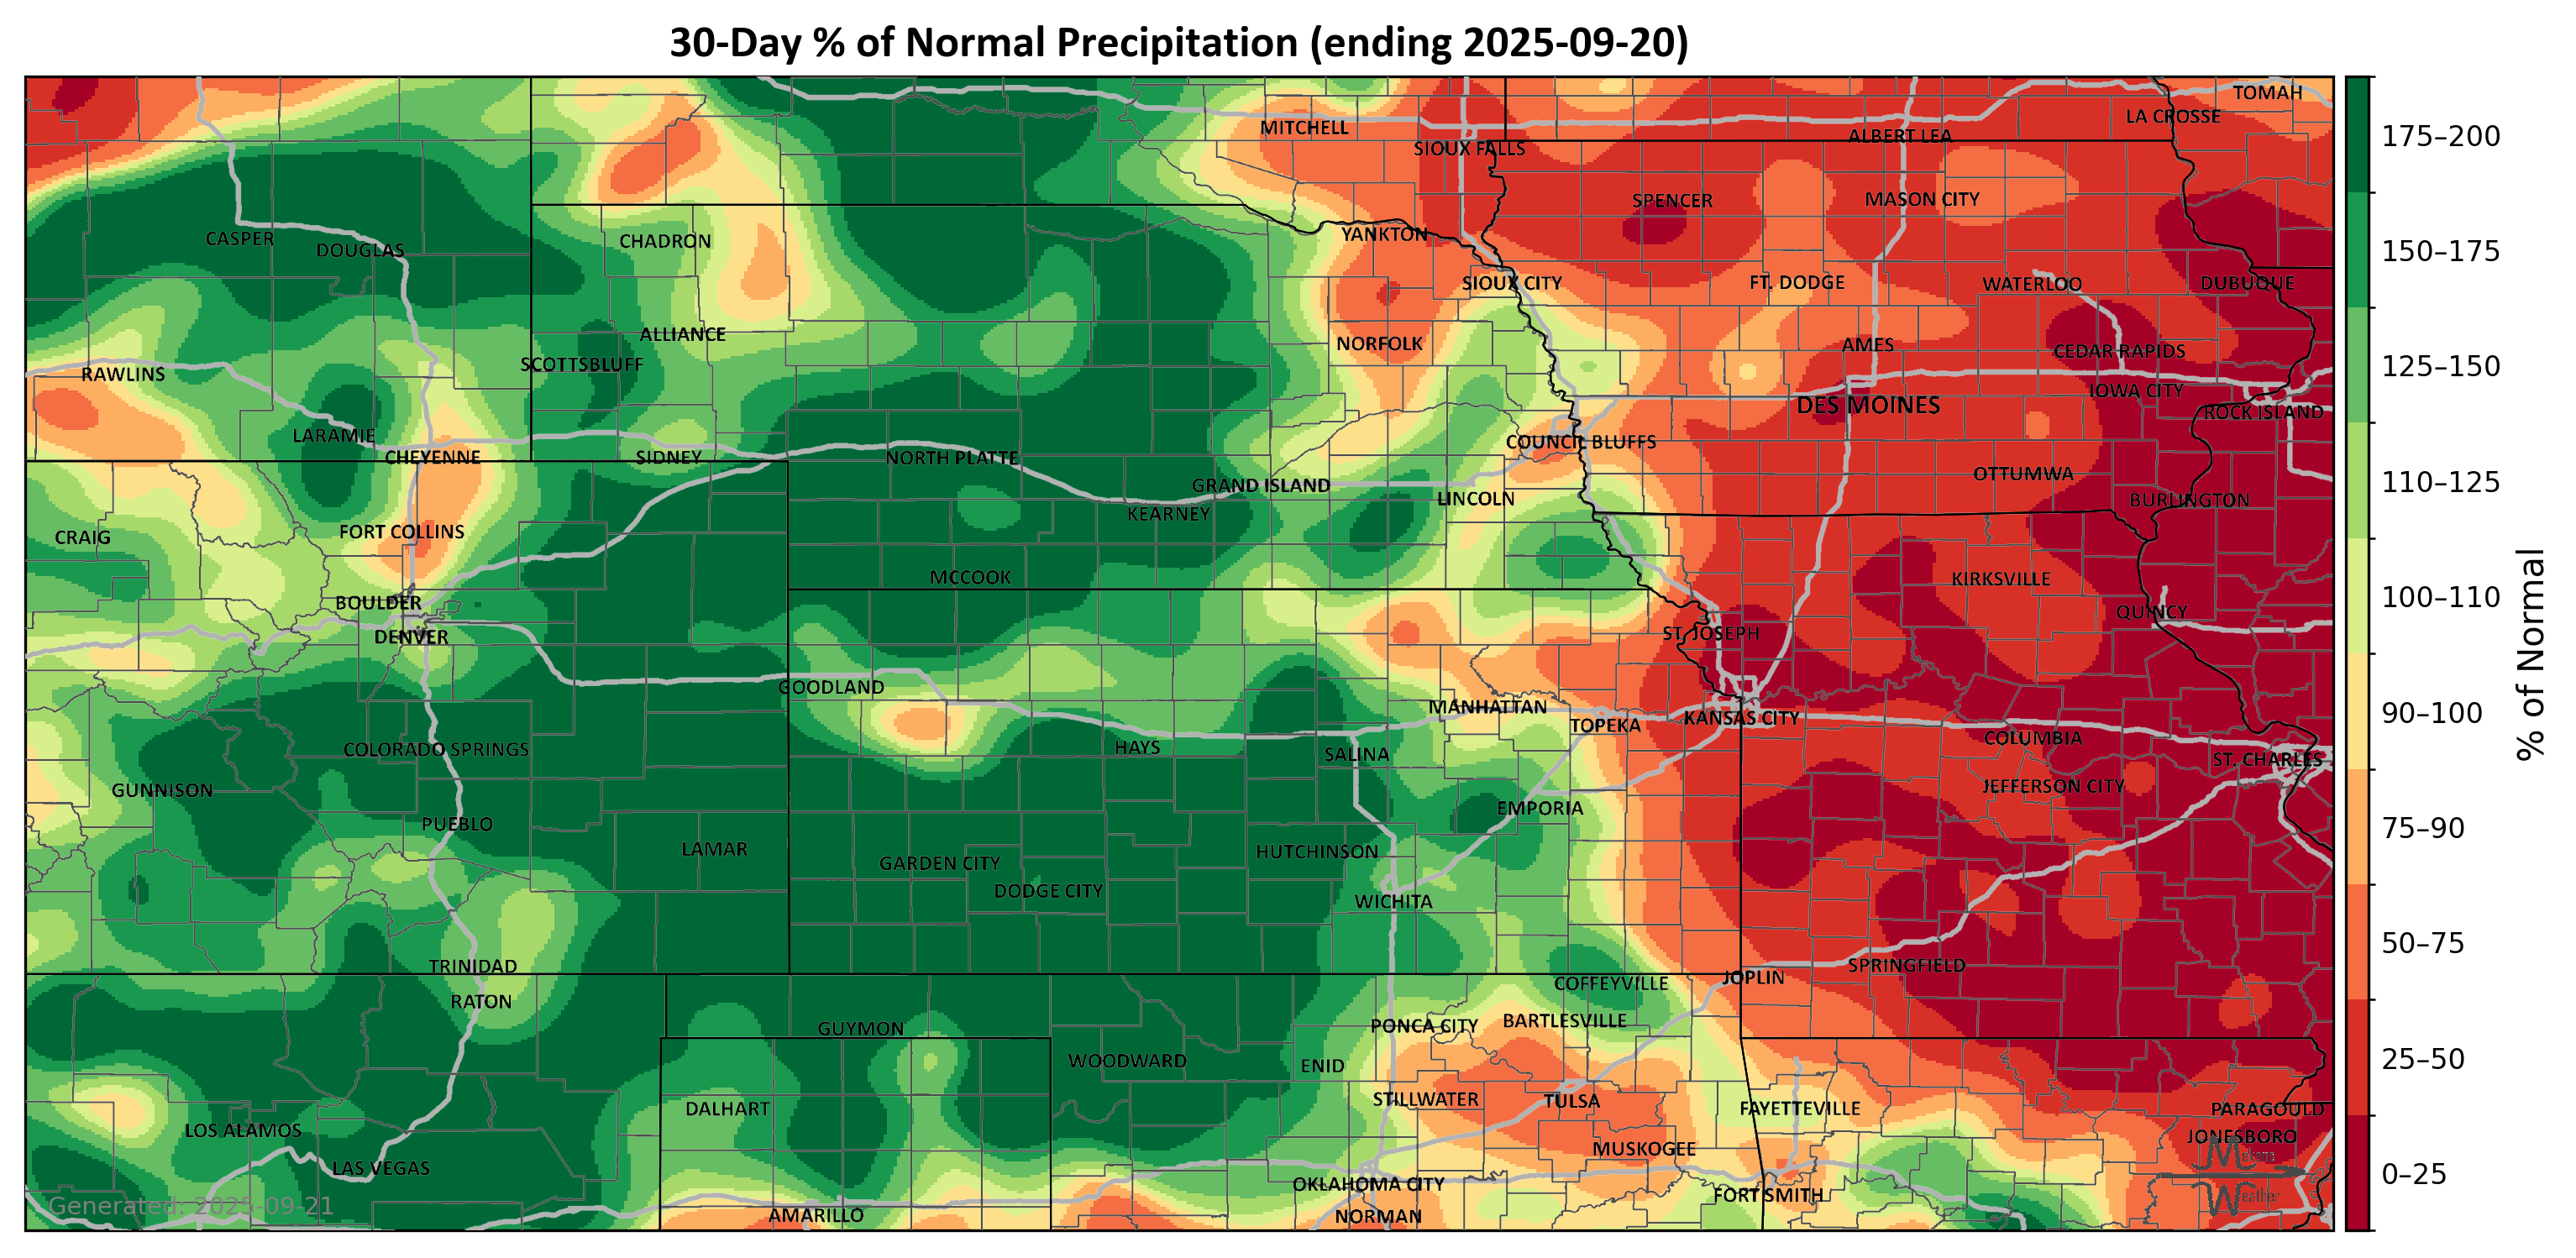 30-Day % of Normal Precipitation (ending 2025-09-20)
TOMAH
LA CROSSE
MITCHELL
ALBERT LEA
SIOUX FALLS
SPENCER
MASON CITY
CASPER
DOUGLAS
CHADRON
YANKTON
SIOUX CITY
FT. DODGE
WATERLOO
DUBUQUE
ALLIANCE
NORFOLK
AMES
CEDAR RAPIDS
SCOTTSBLUFF
RAWLINS
IOWA CITY
DES MOINES
ROCK ISLAND
LARAMIE
COUNCIL BLUFFS
CHEYENNE
SIDNEY
NORTH PLATTE
OTTUMWA
GRAND ISLAND
LINCOLN
BURLINGTON
KEARNEY
CRAIG
FORT COLLINS
MCCOOK
KIRKSVILLE
BOULDER
QUINCY
DENVER
ST. JOSEPH
GOODLAND
MANHATTAN
TOPEKA
KANSAS CITY
COLUMBIA
COLORADO SPRINGS
HAYS
SALINA
ST. CHARLES
GUNNISON
JEFFERSON CITY
EMPORIA
PUEBLO
LAMAR
HUTCHINSON
GARDEN CITY
DODGE CITY
WICHITA
TRINIDAD
SPRINGFIELD
JOPLIN
COFFEYVILLE
RATON
GUYMON
PONCA CITY
BARTLESVILLE
WOODWARD
ENID
DALHART
STILLWATER
TULSA
FAYETTEVILLE
PARAGOULD
LOS ALAMOS
JONESBORO
MUSKOGEE
LAS VEGAS
OKLAHOMA CITY
FORT SMITH
AMARILLO
NORMAN
Generated: 2025-09-21
Makens
Weather
175–200
150–175
125–150
110–125
100–110
90–100
75–90
50–75
25–50
0–25
% of Normal